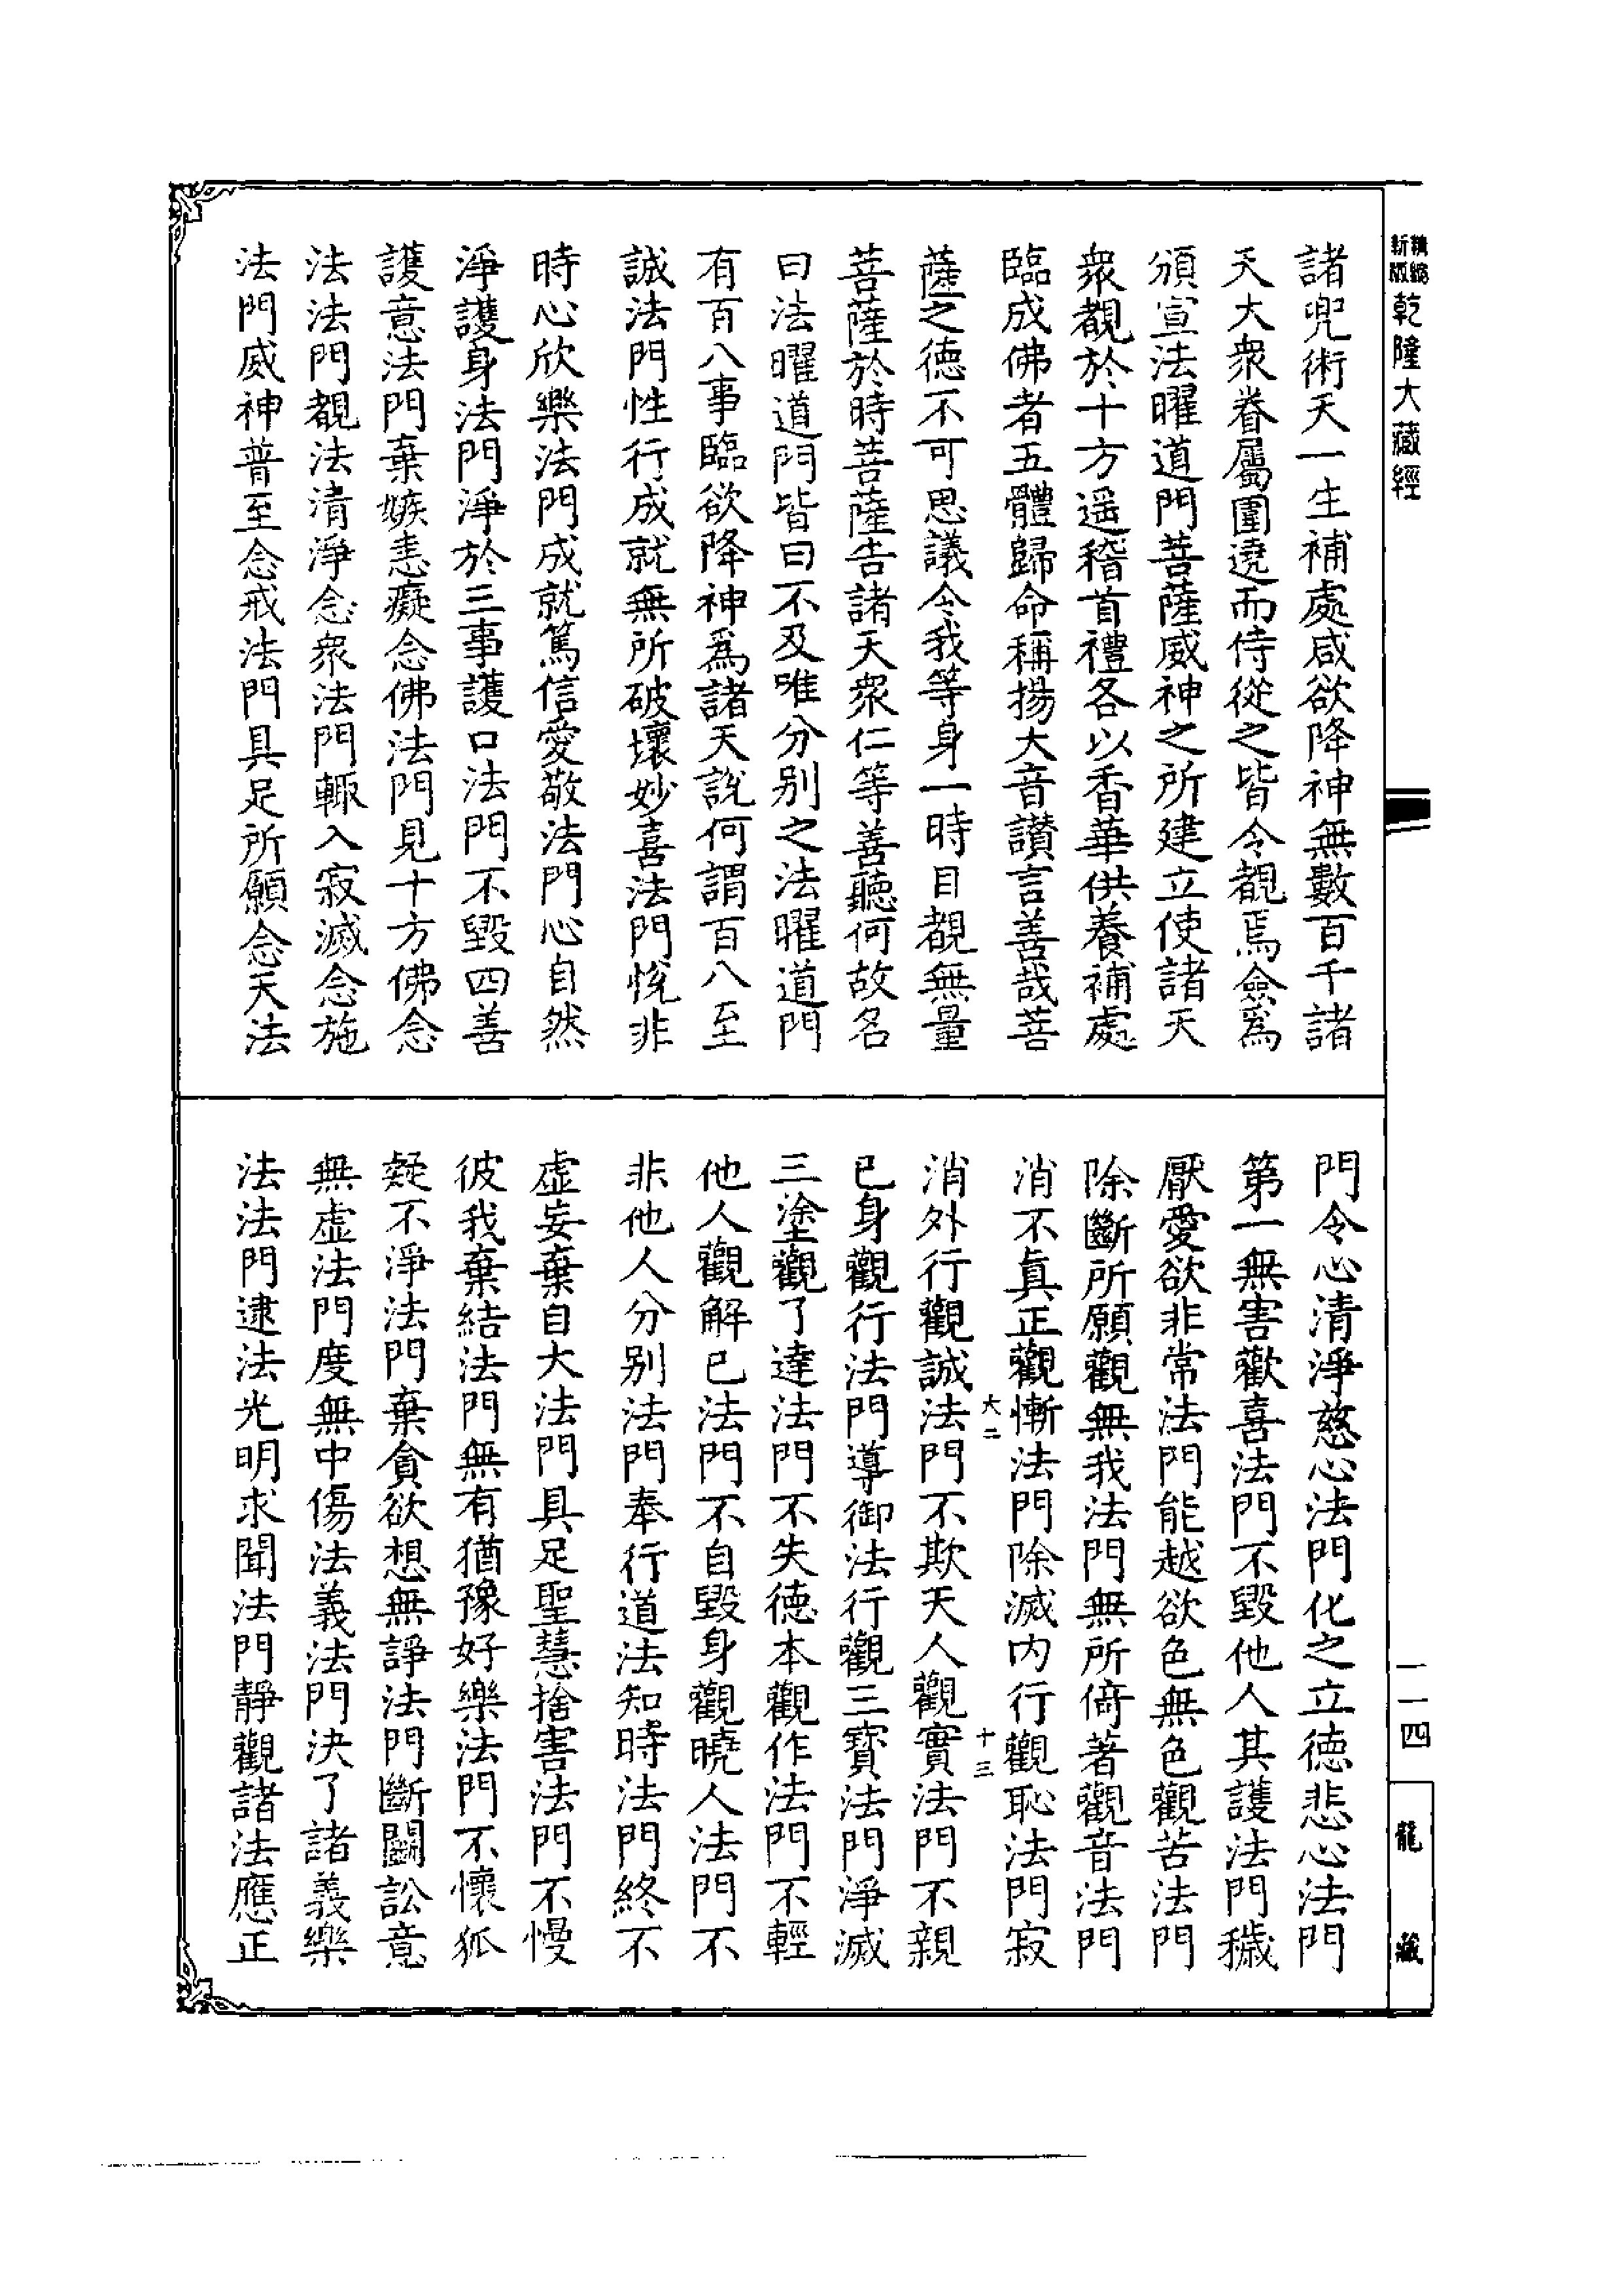 新版
精縮
乾隆大藏經
諸兜術天一生補處咸欲降神無數百千諸
天大衆眷屬圍遶而侍從之皆令覩焉僉爲
頒宣法曜道門菩薩威神之所建立使諸天
衆覩於十方遥稽首禮各以香華供養補處
臨成佛者五體歸命稱揚大音讃言善哉菩
薩之德不可思議令我等身一時目覩無量
菩薩於時菩薩告諸天衆仁等善聽何故名
曰法曜道門皆曰不及唯分别之法曜道門
有百八事臨欲降神爲諸天説何謂百八至
誠法門性行成就無所破壞妙喜法門悅非
時心欣樂法門成就篤信愛敬法門心自然
淨護身法門淨於三事護口法門不毀四善
護意法門棄嫉恚癡念佛法門見十方佛念
法法門覩法清淨念衆法門輒入寂滅念施
法門威神普至念戒法門具足所願念天法
門令心清淨慈心法門化之立德悲心法門
第一無害歡喜法門不毀他人其護法門穢
厭愛欲非常法門能越欲色無色觀苦法門
除斷所願觀無我法門無所倚著觀音法門
消不真正觀慚法門除滅内行觀恥法門寂
大二
十三
消外行觀誠法門不欺天人觀實法門不親
已身觀行法門導御法行觀三寳法門淨滅
三塗觀了達法門不失德本觀作法門不輕
他人觀解已法門不自毀身觀曉人法門不
非他人分别法門奉行道法知時法門終不
虚妄棄自大法門具足聖慧捨害法門不慢
彼我棄結法門無有猶豫好樂法門不懷狐
疑不淨法門棄貪欲想無諍法門斷鬬訟意
無虚法門度無中傷法義法門決了諸義樂
法法門逮法光明求聞法門靜觀諸法應正
一一四
龍藏